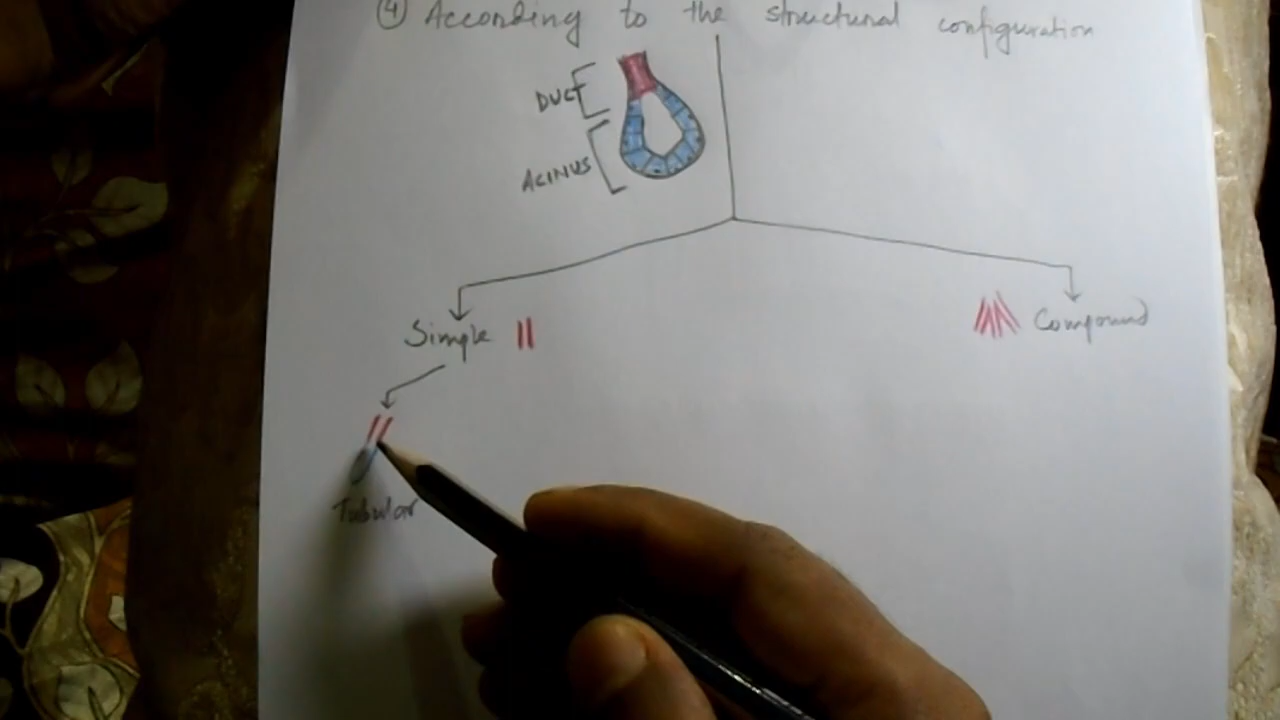 ④ According to the structural configuration
DUCT
ACINUS
Simple
Compound
Tubular